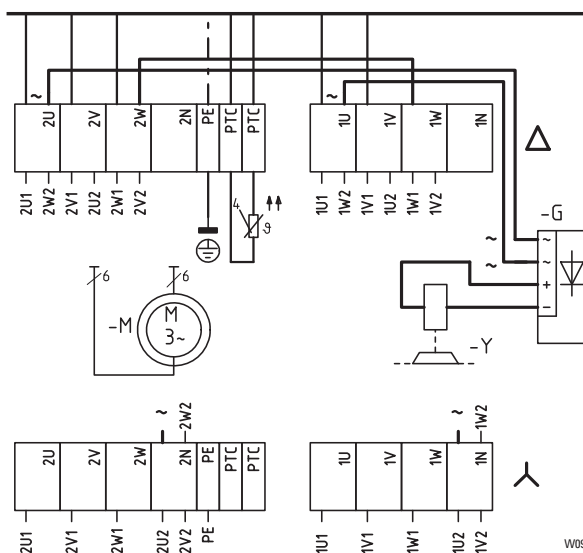 ~ 2U 2V 2W 2N PE PTC PTC
~ 1U 1V 1W 1N
2U1 2W2 2V1 2U2 2W1 2V2
1U1 1W2 1V1 1U2 1W1 1V2
4 ϑ
-G
~
~
+
−
6 6
-M M
3~
-Y
~ 2W2
~ 1W2
2U 2V 2W 2N PE PTC PTC
1U 1V 1W 1N
2U1 2V1 2W1 2U2 2V2 PE
1U1 1V1 1W1 1U2 1V2